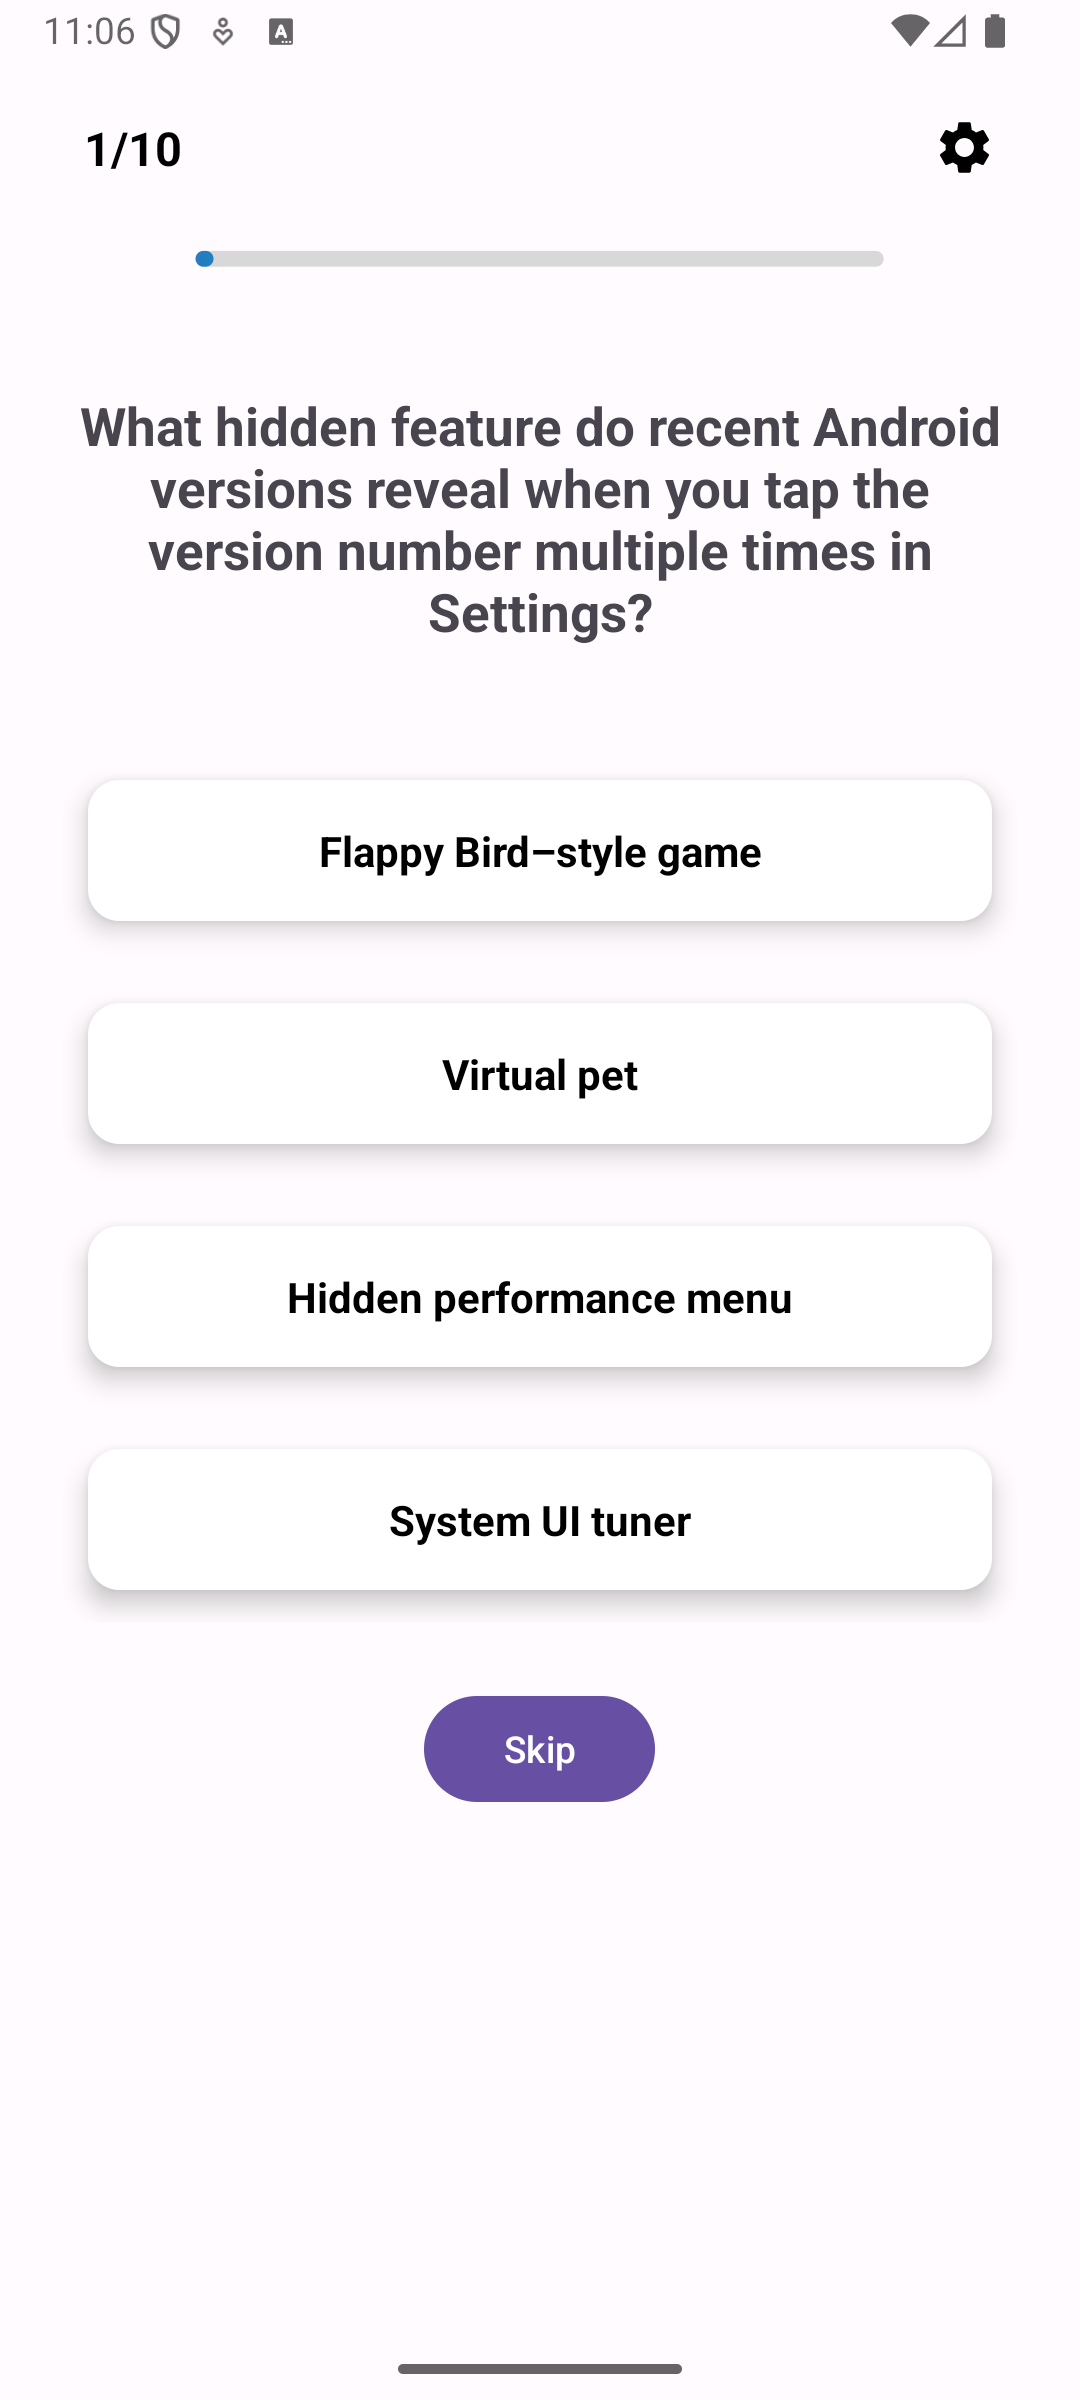 11:06
1/10
What hidden feature do recent Android
versions reveal when you tap the
version number multiple times in
Settings?
Flappy Bird–style game
Virtual pet
Hidden performance menu
System UI tuner
Skip